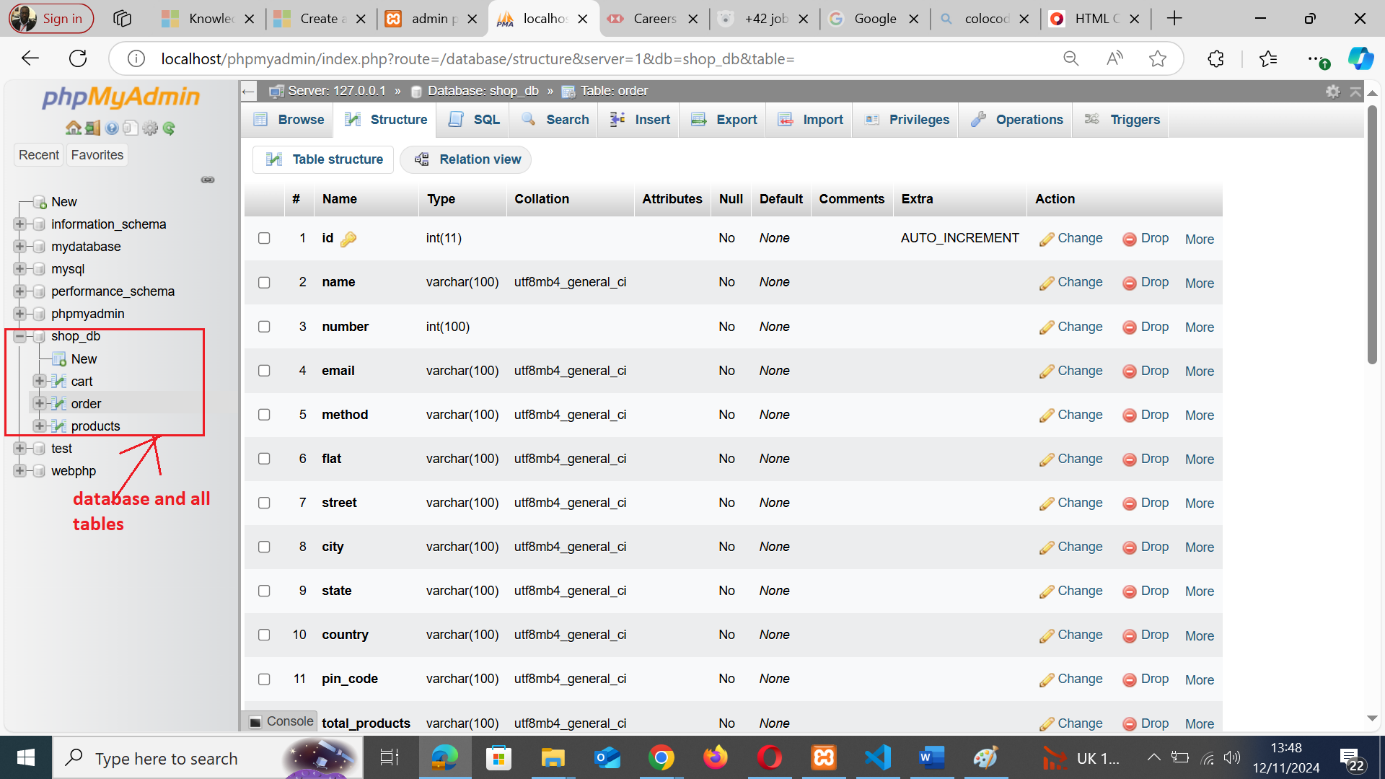 Sign in
Knowle
Create a
admin p
localhos
Careers
+42 job
Google
colocod
HTML C
localhost/phpmyadmin/index.php?route=/database/structure&server=1&db=shop_db&table=
phpMyAdmin
Recent Favorites
New
information_schema
mydatabase
mysql
performance_schema
phpmyadmin
shop_db
New
cart
order
products
test
webphp
database and all
tables
Server: 127.0.0.1 » Database: shop_db » Table: order
Browse Structure SQL Search Insert Export Import Privileges Operations Triggers
Table structure Relation view
# Name Type Collation Attributes Null Default Comments Extra Action
1 id int(11) No None AUTO_INCREMENT Change Drop More
2 name varchar(100) utf8mb4_general_ci No None Change Drop More
3 number int(100) No None Change Drop More
4 email varchar(100) utf8mb4_general_ci No None Change Drop More
5 method varchar(100) utf8mb4_general_ci No None Change Drop More
6 flat varchar(100) utf8mb4_general_ci No None Change Drop More
7 street varchar(100) utf8mb4_general_ci No None Change Drop More
8 city varchar(100) utf8mb4_general_ci No None Change Drop More
9 state varchar(100) utf8mb4_general_ci No None Change Drop More
10 country varchar(100) utf8mb4_general_ci No None Change Drop More
11 pin_code varchar(100) utf8mb4_general_ci No None Change Drop More
total_products varchar(100) utf8mb4_general_ci No None Change Drop More
Console
Type here to search
UK 1...
13:48
12/11/2024
22